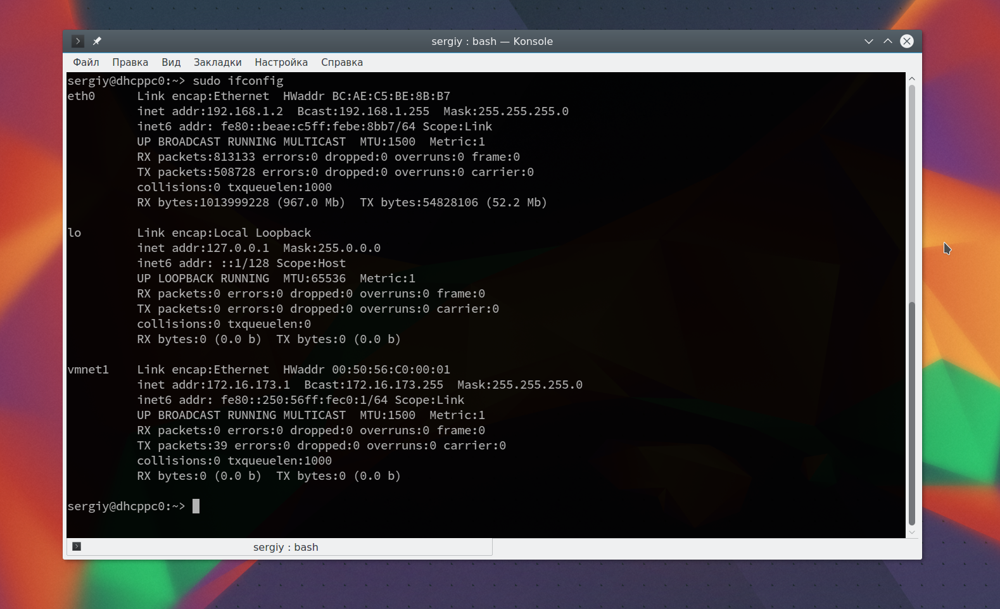 sergiy : bash — Konsole
Файл Правка Вид Закладки Настройка Справка
sergiy@dhcppc0:~> sudo ifconfig
eth0      Link encap:Ethernet  HWaddr BC:AE:C5:BE:8B:B7
          inet addr:192.168.1.2  Bcast:192.168.1.255  Mask:255.255.255.0
          inet6 addr: fe80::beae:c5ff:febe:8bb7/64 Scope:Link
          UP BROADCAST RUNNING MULTICAST  MTU:1500  Metric:1
          RX packets:813133 errors:0 dropped:0 overruns:0 frame:0
          TX packets:508728 errors:0 dropped:0 overruns:0 carrier:0
          collisions:0 txqueuelen:1000
          RX bytes:1013999228 (967.0 Mb)  TX bytes:54828106 (52.2 Mb)
lo        Link encap:Local Loopback
          inet addr:127.0.0.1  Mask:255.0.0.0
          inet6 addr: ::1/128 Scope:Host
          UP LOOPBACK RUNNING  MTU:65536  Metric:1
          RX packets:0 errors:0 dropped:0 overruns:0 frame:0
          TX packets:0 errors:0 dropped:0 overruns:0 carrier:0
          collisions:0 txqueuelen:0
          RX bytes:0 (0.0 b)  TX bytes:0 (0.0 b)
vmnet1    Link encap:Ethernet  HWaddr 00:50:56:C0:00:01
          inet addr:172.16.173.1  Bcast:172.16.173.255  Mask:255.255.255.0
          inet6 addr: fe80::250:56ff:fec0:1/64 Scope:Link
          UP BROADCAST RUNNING MULTICAST  MTU:1500  Metric:1
          RX packets:0 errors:0 dropped:0 overruns:0 frame:0
          TX packets:39 errors:0 dropped:0 overruns:0 carrier:0
          collisions:0 txqueuelen:1000
          RX bytes:0 (0.0 b)  TX bytes:0 (0.0 b)
sergiy@dhcppc0:~>
sergiy : bash